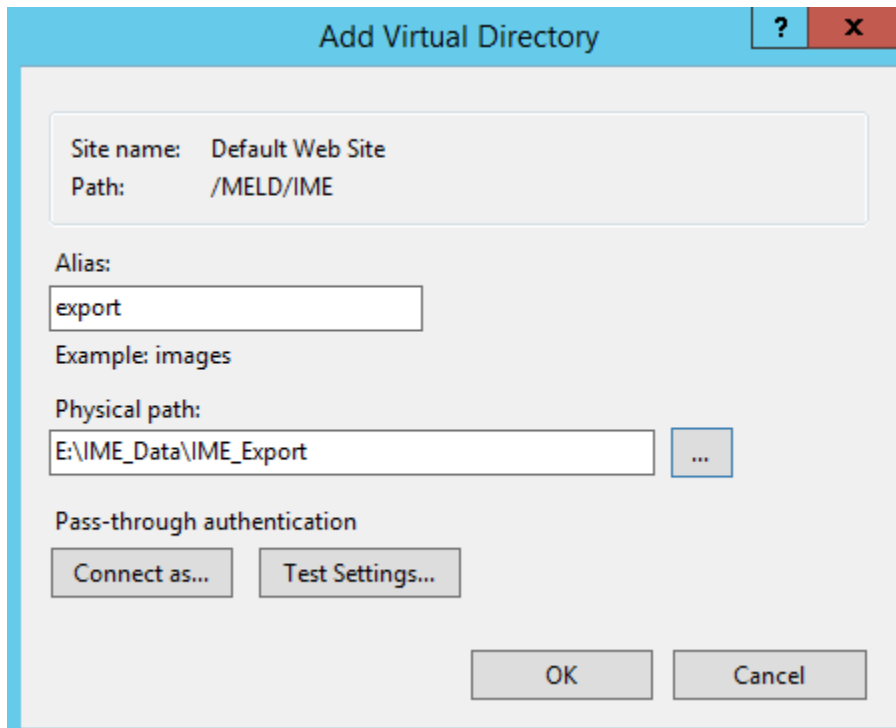 Add Virtual Directory
?
x
Site name: Default Web Site
Path: /MELD/IME
Alias:
export
Example: images
Physical path:
E:\IME_Data\IME_Export
...
Pass-through authentication
Connect as... Test Settings...
OK Cancel